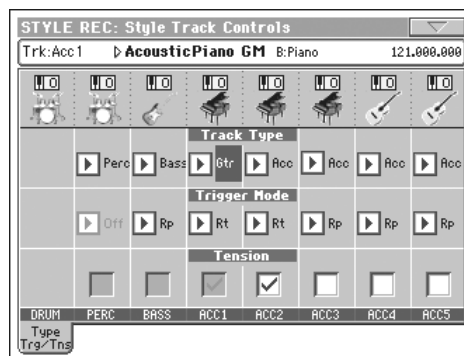 STYLE REC: Style Track Controls
Trk:Acc1 AcousticPiano GM B:Piano 121.000.000
Track Type
Perc Bass Gtr Acc Acc Acc Acc
Trigger Mode
Off Rp Rt Rt Rp Rp Rp
Tension
DRUM PERC BASS ACC1 ACC2 ACC3 ACC4 ACC5
Type
Trg/Tns